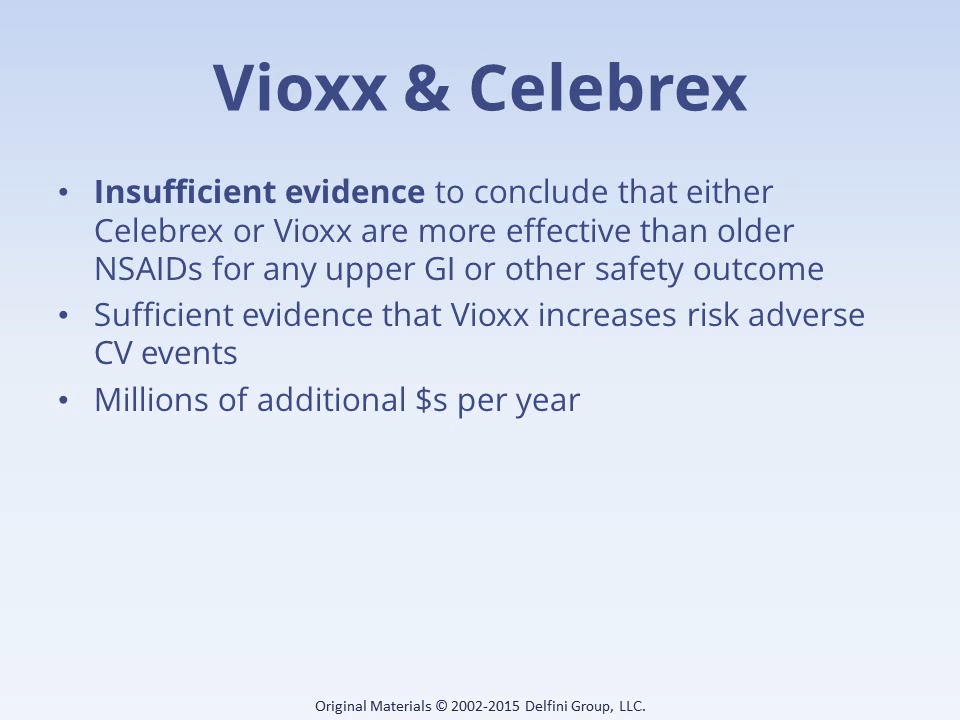 Vioxx & Celebrex
• Insufficient evidence to conclude that either
Celebrex or Vioxx are more effective than older
NSAIDs for any upper GI or other safety outcome
• Sufficient evidence that Vioxx increases risk adverse
CV events
• Millions of additional $s per year
Original Materials © 2002-2015 Delfini Group, LLC.